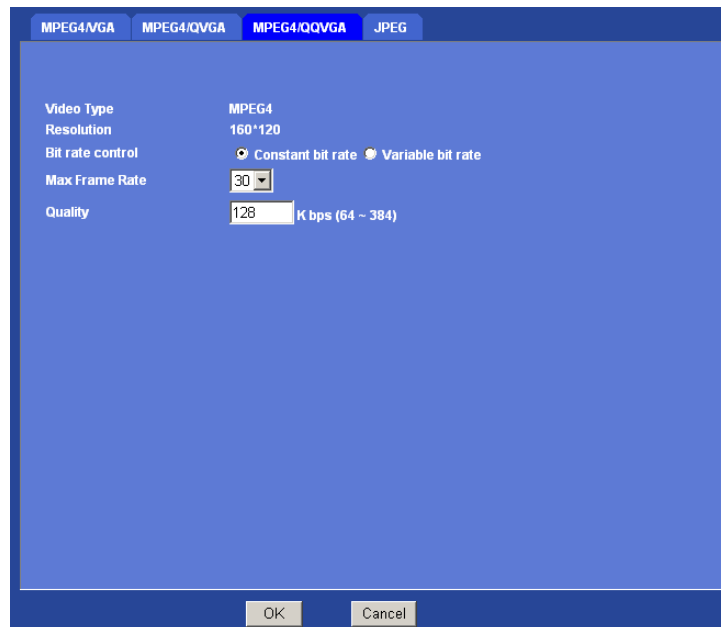 MPEG4/VGA MPEG4/QVGA MPEG4/QQVGA JPEG
Video Type MPEG4
Resolution 160*120
Bit rate control Constant bit rate Variable bit rate
Max Frame Rate 30
Quality 128 K bps (64 ~ 384)
OK Cancel